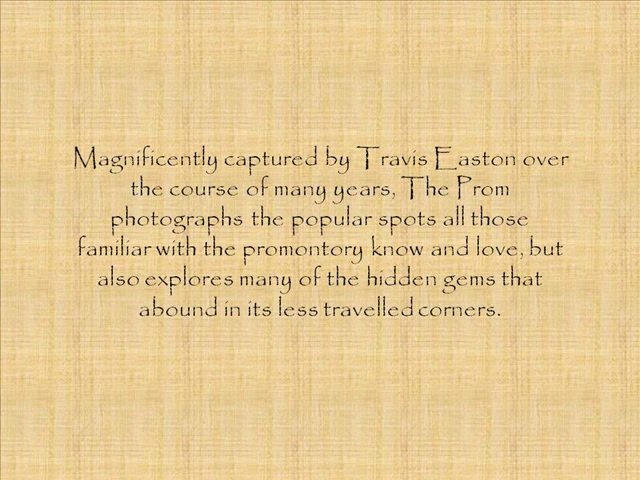 Magnificently captured by Travis Easton over
the course of many years, The Prom
photographs the popular spots all those
familiar with the promontory know and love, but
also explores many of the hidden gems that
abound in its less travelled corners.